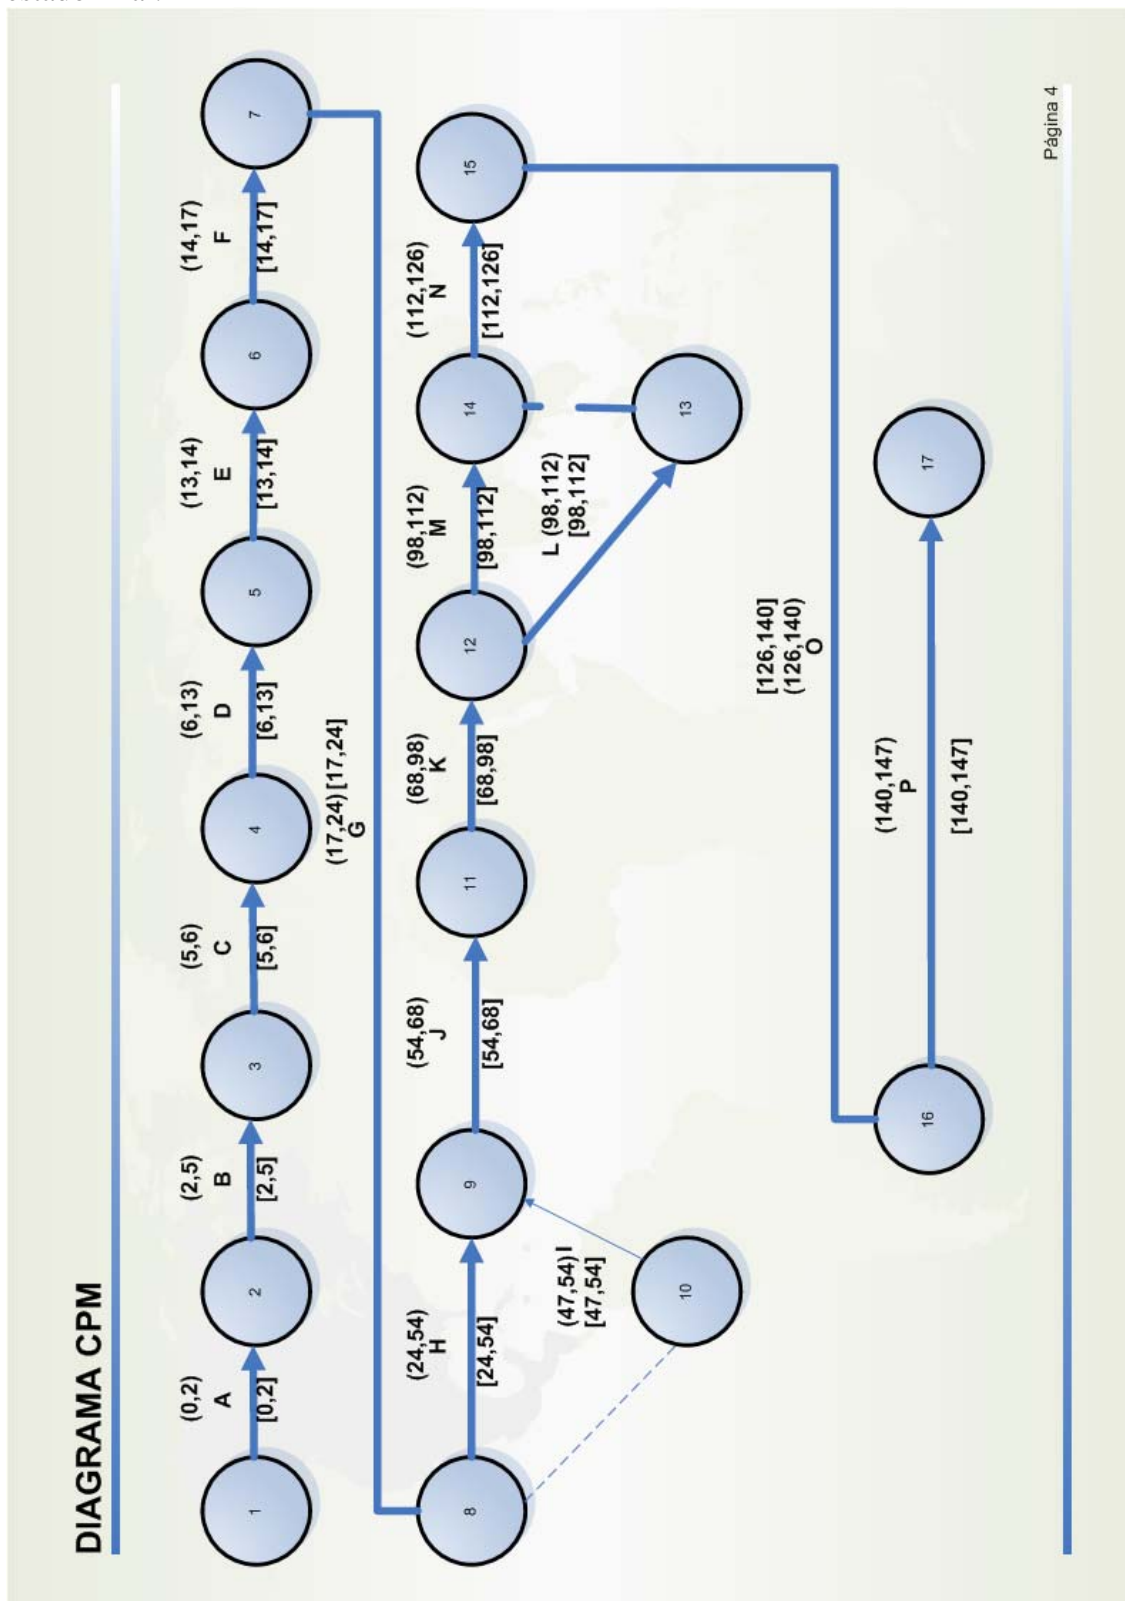 DIAGRAMA CPM
(0,2)
A
[0,2]
(2,5)
B
[2,5]
(5,6)
C
[5,6]
(6,13)
D
[6,13]
(13,14)
E
[13,14]
(14,17)
F
[14,17]
1
2
3
4
5
6
7
(17,24) [17,24]
G
(24,54)
H
[24,54]
(54,68)
J
[54,68]
(68,98)
K
[68,98]
(98,112)
M
[98,112]
(112,126)
N
[112,126]
8
9
11
12
14
15
(47,54) I
[47,54]
L (98,112)
[98,112]
10
13
[126,140]
(126,140)
O
(140,147)
P
[140,147]
16
17
Página 4